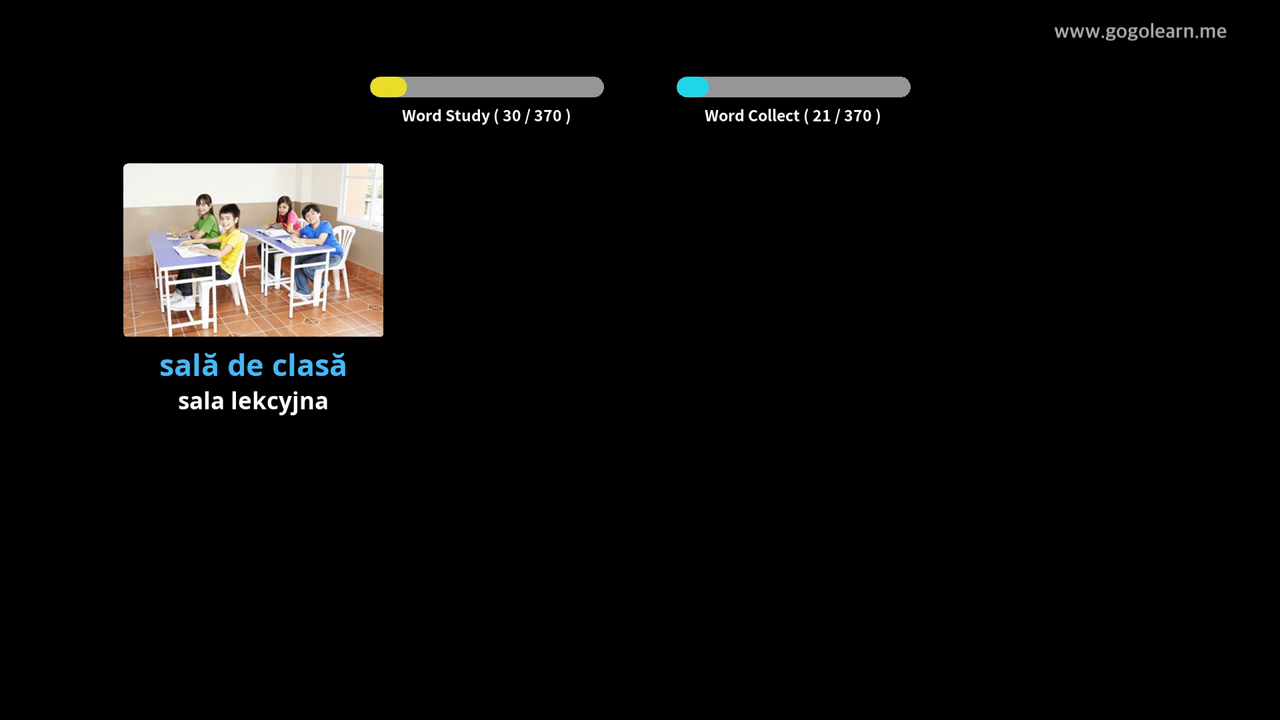 www.gogolearn.me
Word Study ( 30 / 370 )
Word Collect ( 21 / 370 )
sală de clasă
sala lekcyjna